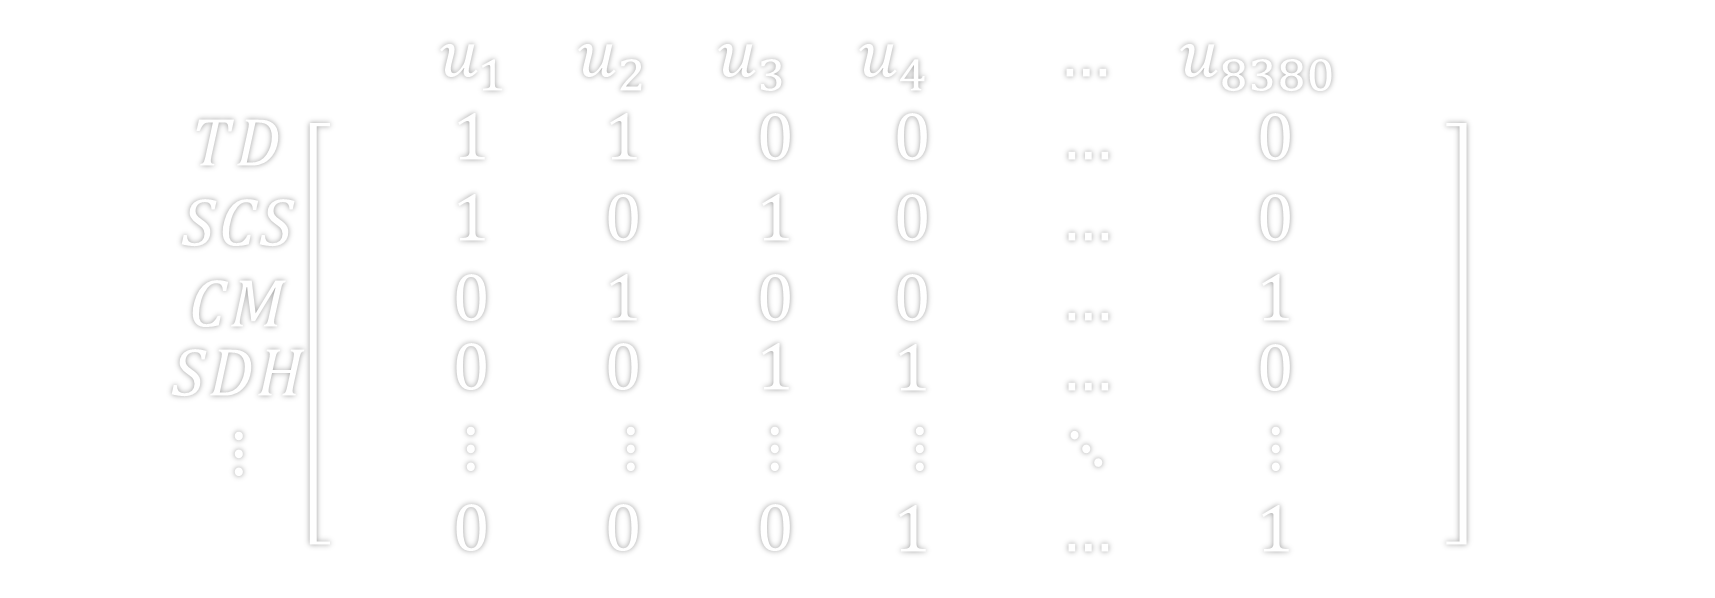 u₁ u₂ u₃ u₄ … u₈₃₈₀
TD 1 1 0 0 … 0
SCS 1 0 1 0 … 0
CM 0 1 0 0 … 1
SDH 0 0 1 1 … 0
⋮ ⋮ ⋮ ⋮ ⋮ ⋱ ⋮
0 0 0 1 … 1